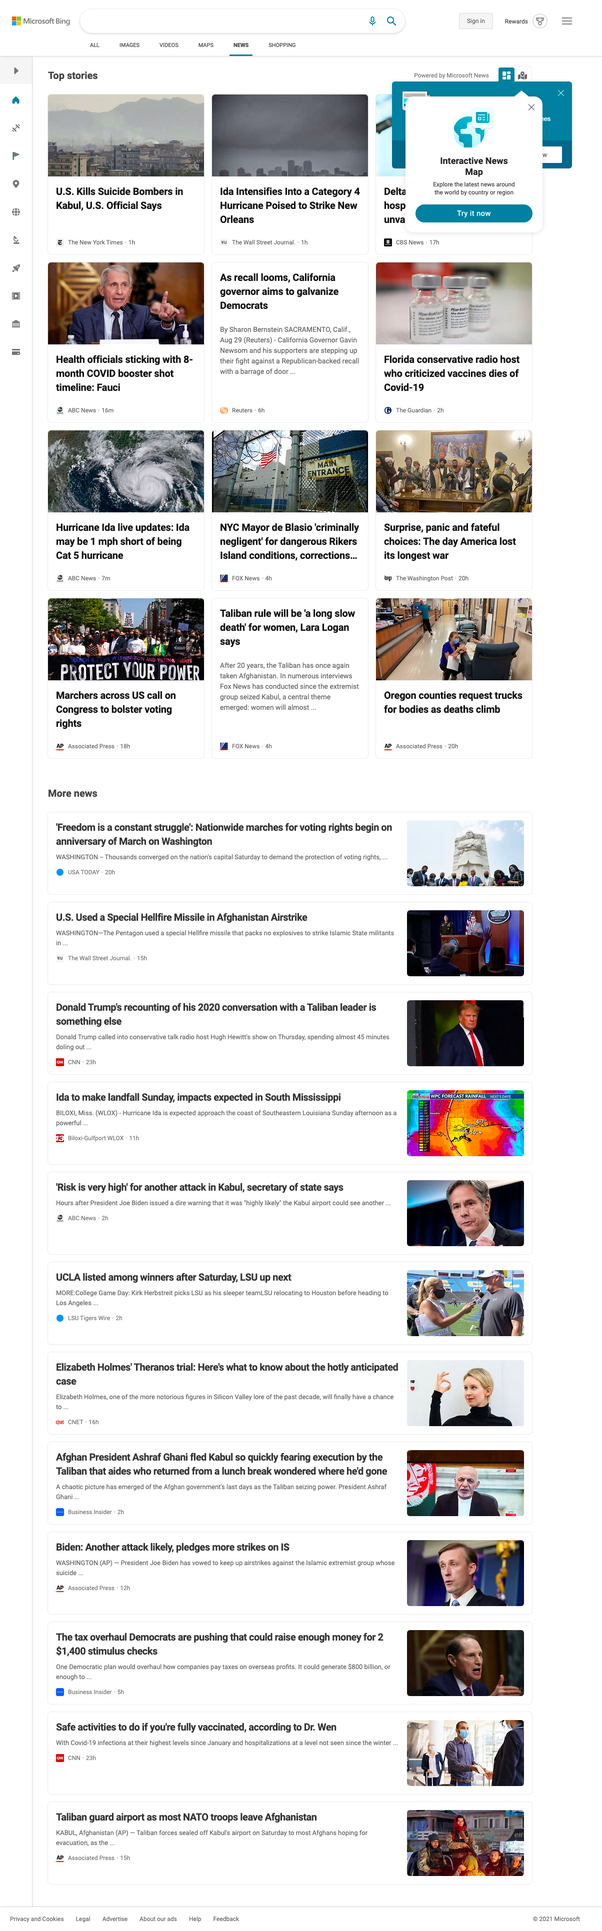 Microsoft Bing
Sign in
Rewards
ALL
IMAGES
VIDEOS
MAPS
NEWS
SHOPPING
Top stories
Powered by Microsoft News
Interactive News
Map
Explore the latest news around
the world by country or region
Try it now
U.S. Kills Suicide Bombers in
Kabul, U.S. Official Says
The New York Times · 1h
Ida Intensifies Into a Category 4
Hurricane Poised to Strike New
Orleans
The Wall Street Journal. · 1h
Delta
hosp
unva
CBS News · 17h
Health officials sticking with 8-
month COVID booster shot
timeline: Fauci
ABC News · 16m
As recall looms, California
governor aims to galvanize
Democrats
By Sharon Bernstein SACRAMENTO, Calif.,
Aug 29 (Reuters) - California Governor Gavin
Newsom and his supporters are stepping up
their fight against a Republican-backed recall
with a barrage of door ...
Reuters · 6h
Florida conservative radio host
who criticized vaccines dies of
Covid-19
The Guardian · 2h
MAIN
ENTRANCE
Hurricane Ida live updates: Ida
may be 1 mph short of being
Cat 5 hurricane
ABC News · 7m
NYC Mayor de Blasio 'criminally
negligent' for dangerous Rikers
Island conditions, corrections...
FOX News · 4h
Surprise, panic and fateful
choices: The day America lost
its longest war
The Washington Post · 20h
PROTECT YOUR POWER
Marchers across US call on
Congress to bolster voting
rights
AP Associated Press · 18h
Taliban rule will be 'a long slow
death' for women, Lara Logan
says
After 20 years, the Taliban has once again
taken Afghanistan. In numerous interviews
Fox News has conducted since the extremist
group seized Kabul, a central theme
emerged: women will almost ...
FOX News · 4h
Oregon counties request trucks
for bodies as deaths climb
AP Associated Press · 20h
More news
'Freedom is a constant struggle': Nationwide marches for voting rights begin on
anniversary of March on Washington
WASHINGTON – Thousands converged on the nation's capital Saturday to demand the protection of voting rights, ...
USA TODAY · 20h
U.S. Used a Special Hellfire Missile in Afghanistan Airstrike
WASHINGTON—The Pentagon used a special Hellfire missile that packs no explosives to strike Islamic State militants
in ...
The Wall Street Journal. · 15h
Donald Trump's recounting of his 2020 conversation with a Taliban leader is
something else
Donald Trump called into conservative talk radio host Hugh Hewitt's show on Thursday, spending almost 45 minutes
doling out ...
CNN · 23h
Ida to make landfall Sunday, impacts expected in South Mississippi
BILOXI, Miss. (WLOX) - Hurricane Ida is expected approach the coast of Southeastern Louisiana Sunday afternoon as a
powerful ...
13 Biloxi-Gulfport WLOX · 11h
WPC FORECAST RAINFALL
'Risk is very high' for another attack in Kabul, secretary of state says
Hours after President Joe Biden issued a dire warning that it was "highly likely" the Kabul airport could see another ...
ABC News · 2h
UCLA listed among winners after Saturday, LSU up next
MORE:College Game Day: Kirk Herbstreit picks LSU as his sleeper teamLSU relocating to Houston before heading to
Los Angeles ...
LSU Tigers Wire · 2h
Elizabeth Holmes' Theranos trial: Here's what to know about the hotly anticipated
case
Elizabeth Holmes, one of the more notorious figures in Silicon Valley lore of the past decade, will finally have a chance
to ...
CNET · 16h
Afghan President Ashraf Ghani fled Kabul so quickly fearing execution by the
Taliban that aides who returned from a lunch break wondered where he'd gone
A chaotic picture has emerged of the Afghan government's last days as the Taliban seizing power. President Ashraf
Ghani ...
Business Insider · 2h
Biden: Another attack likely, pledges more strikes on IS
WASHINGTON (AP) — President Joe Biden has vowed to keep up airstrikes against the Islamic extremist group whose
suicide ...
AP Associated Press · 12h
The tax overhaul Democrats are pushing that could raise enough money for 2
$1,400 stimulus checks
One Democratic plan would overhaul how companies pay taxes on overseas profits. It could generate $800 billion, or
enough to ...
Business Insider · 5h
Safe activities to do if you're fully vaccinated, according to Dr. Wen
With Covid-19 infections at their highest levels since January and hospitalizations at a level not seen since the winter ...
CNN · 23h
Taliban guard airport as most NATO troops leave Afghanistan
KABUL, Afghanistan (AP) — Taliban forces sealed off Kabul's airport on Saturday to most Afghans hoping for
evacuation, as the ...
AP Associated Press · 15h
Privacy and Cookies
Legal
Advertise
About our ads
Help
Feedback
© 2021 Microsoft